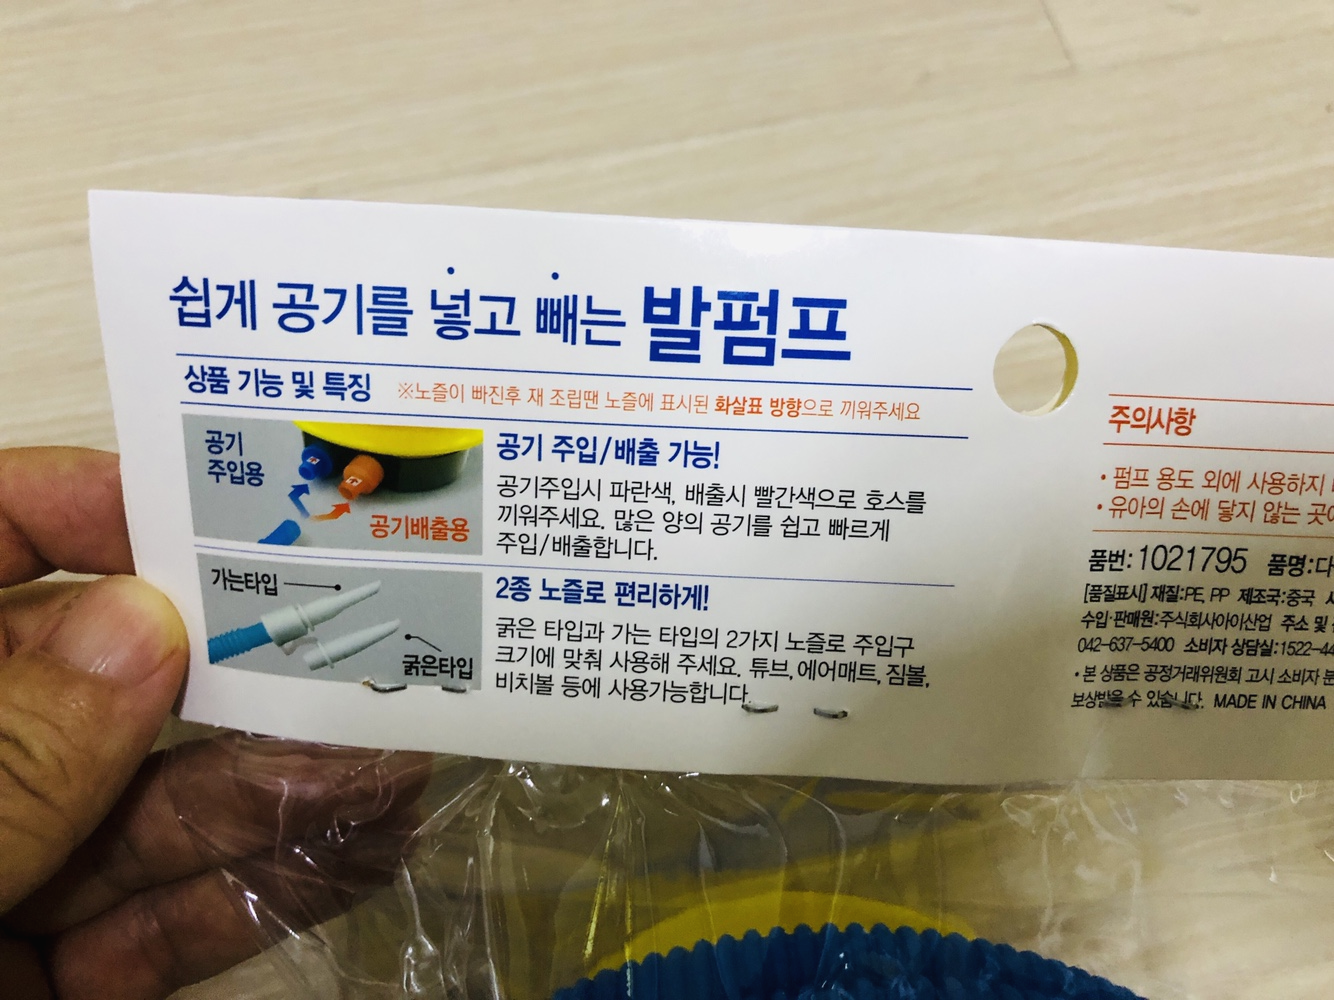 쉽게 공기를 넣고 빼는 발펌프
상품 기능 및 특징 ※노즐이 빠진후 재 조립땐 노즐에 표시된 화살표 방향으로 끼워주세요
공기
주입용
공기배출용
공기 주입/배출 가능!
공기주입시 파란색, 배출시 빨간색으로 호스를
끼워주세요. 많은 양의 공기를 쉽고 빠르게
주입/배출합니다.
가는타입
굵은타입
2종 노즐로 편리하게!
굵은 타입과 가는 타입의 2가지 노즐로 주입구
크기에 맞춰 사용해 주세요. 튜브, 에어매트, 짐볼,
비치볼 등에 사용가능합니다.
주의사항
• 펌프 용도 외에 사용하지
• 유아의 손에 닿지 않는
품번: 1021795 품명: 다
[품질표시] 재질:PE, PP 제조국:중국
수입·판매원:주식회사아이산업 주소 및
042-637-5400 소비자 상담실:1522-44
• 본 상품은 공정거래위원회 고시 소비자
보상받을 수 있습니다. MADE IN CHINA